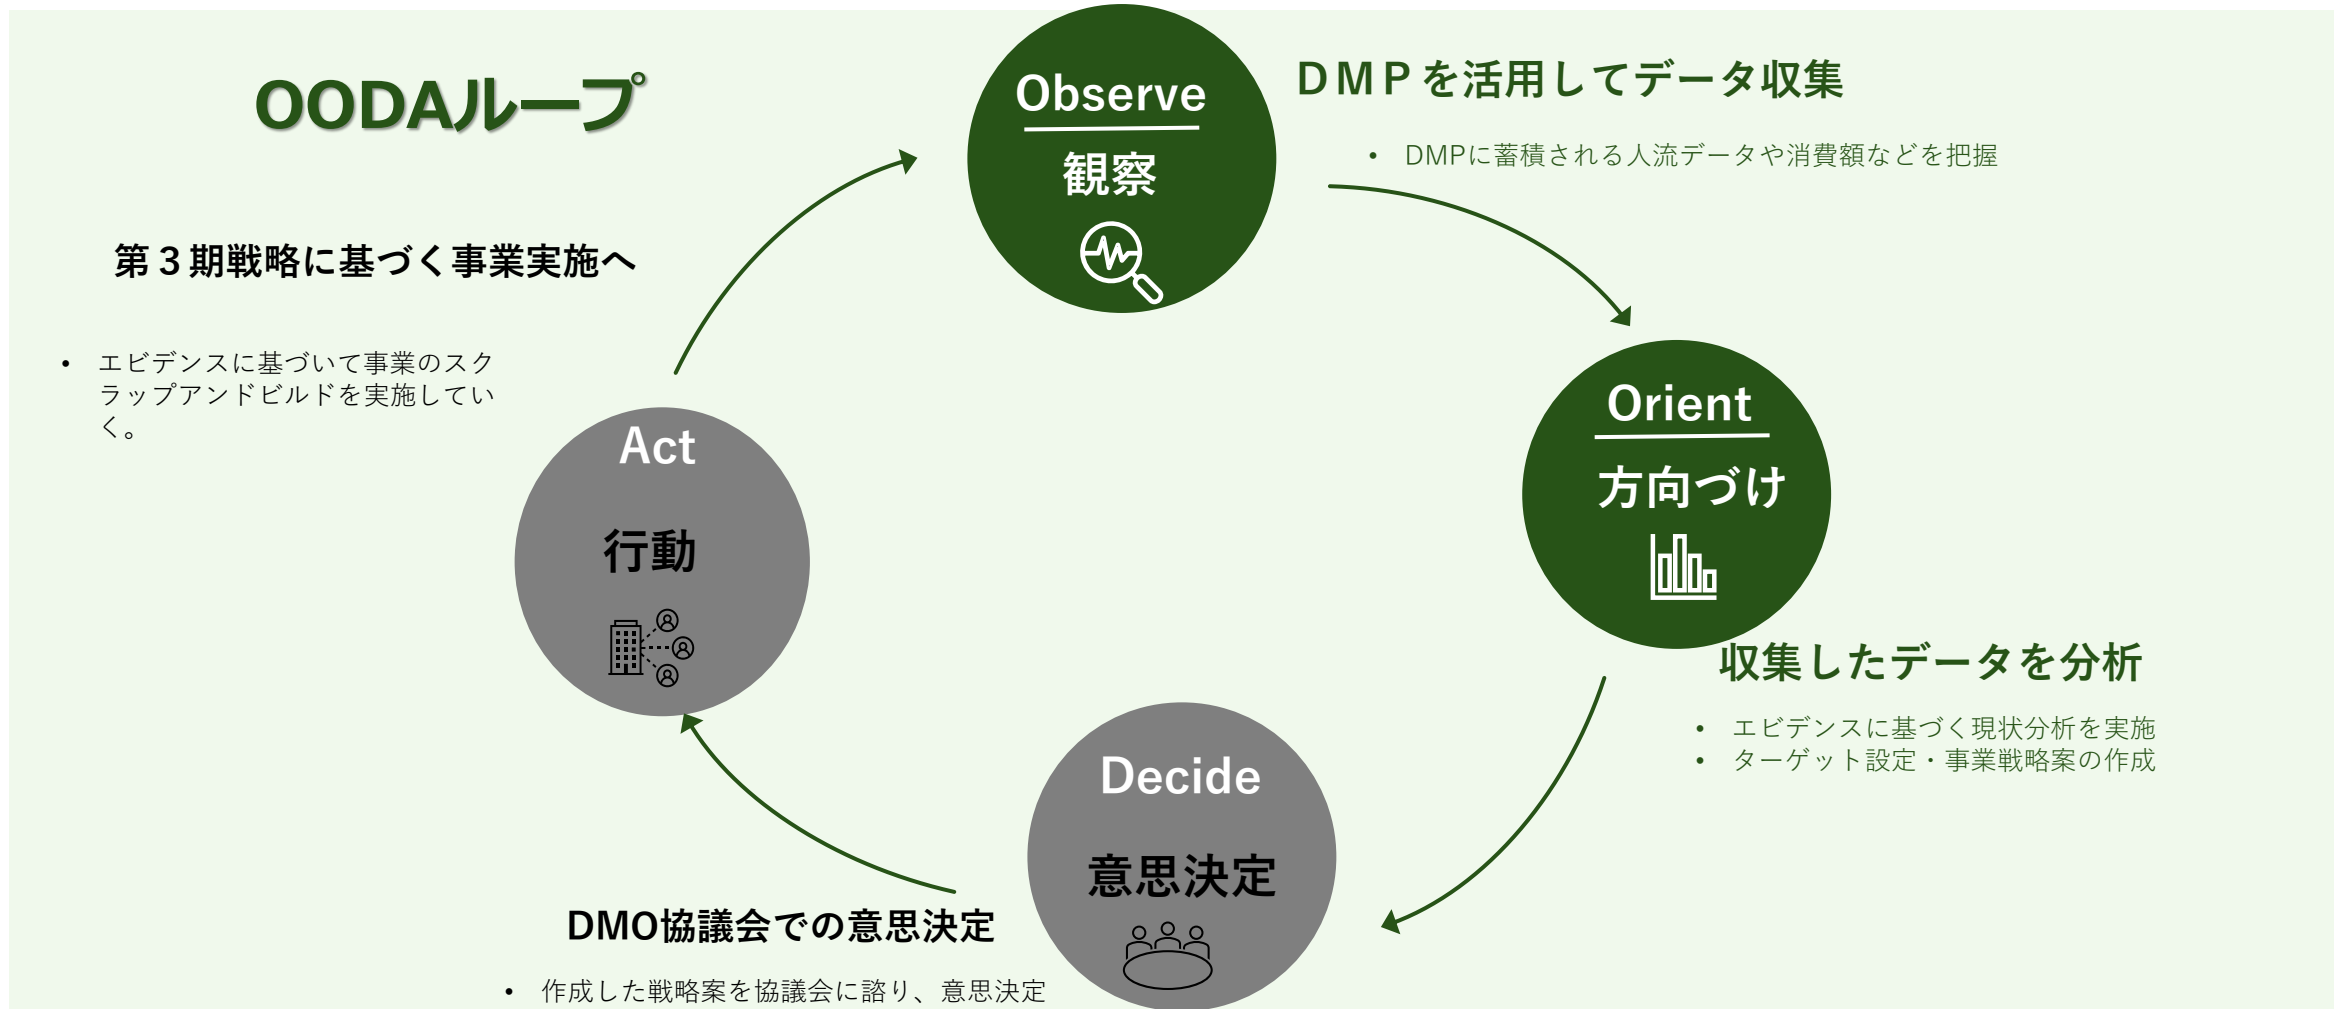 OODAループ
Observe
観察
ＤＭＰを活用してデータ収集
• DMPに蓄積される人流データや消費額などを把握
Orient
方向づけ
収集したデータを分析
• エビデンスに基づく現状分析を実施
• ターゲット設定・事業戦略案の作成
Decide
意思決定
DMO協議会での意思決定
• 作成した戦略案を協議会に諮り、意思決定
Act
行動
第３期戦略に基づく事業実施へ
• エビデンスに基づいて事業のスク
ラップアンドビルドを実施してい
く。